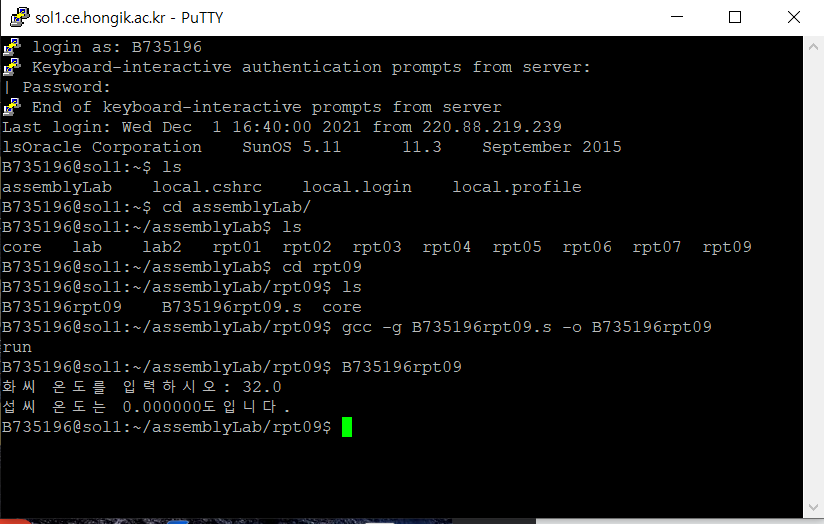 sol1.ce.hongik.ac.kr - PuTTY
login as: B735196
Keyboard-interactive authentication prompts from server:
| Password:
End of keyboard-interactive prompts from server
Last login: Wed Dec  1 16:40:00 2021 from 220.88.219.239
lsOracle Corporation    SunOS 5.11      11.3    September 2015
B735196@sol1:~$ ls
assemblyLab    local.cshrc    local.login    local.profile
B735196@sol1:~$ cd assemblyLab/
B735196@sol1:~/assemblyLab$ ls
core   lab    lab2   rpt01  rpt02  rpt03  rpt04  rpt05  rpt06  rpt07  rpt09
B735196@sol1:~/assemblyLab$ cd rpt09
B735196@sol1:~/assemblyLab/rpt09$ ls
B735196rpt09    B735196rpt09.s  core
B735196@sol1:~/assemblyLab/rpt09$ gcc -g B735196rpt09.s -o B735196rpt09
run
B735196@sol1:~/assemblyLab/rpt09$ B735196rpt09
화씨 온도를 입력하시오: 32.0
섭씨 온도는 0.000000도입니다.
B735196@sol1:~/assemblyLab/rpt09$